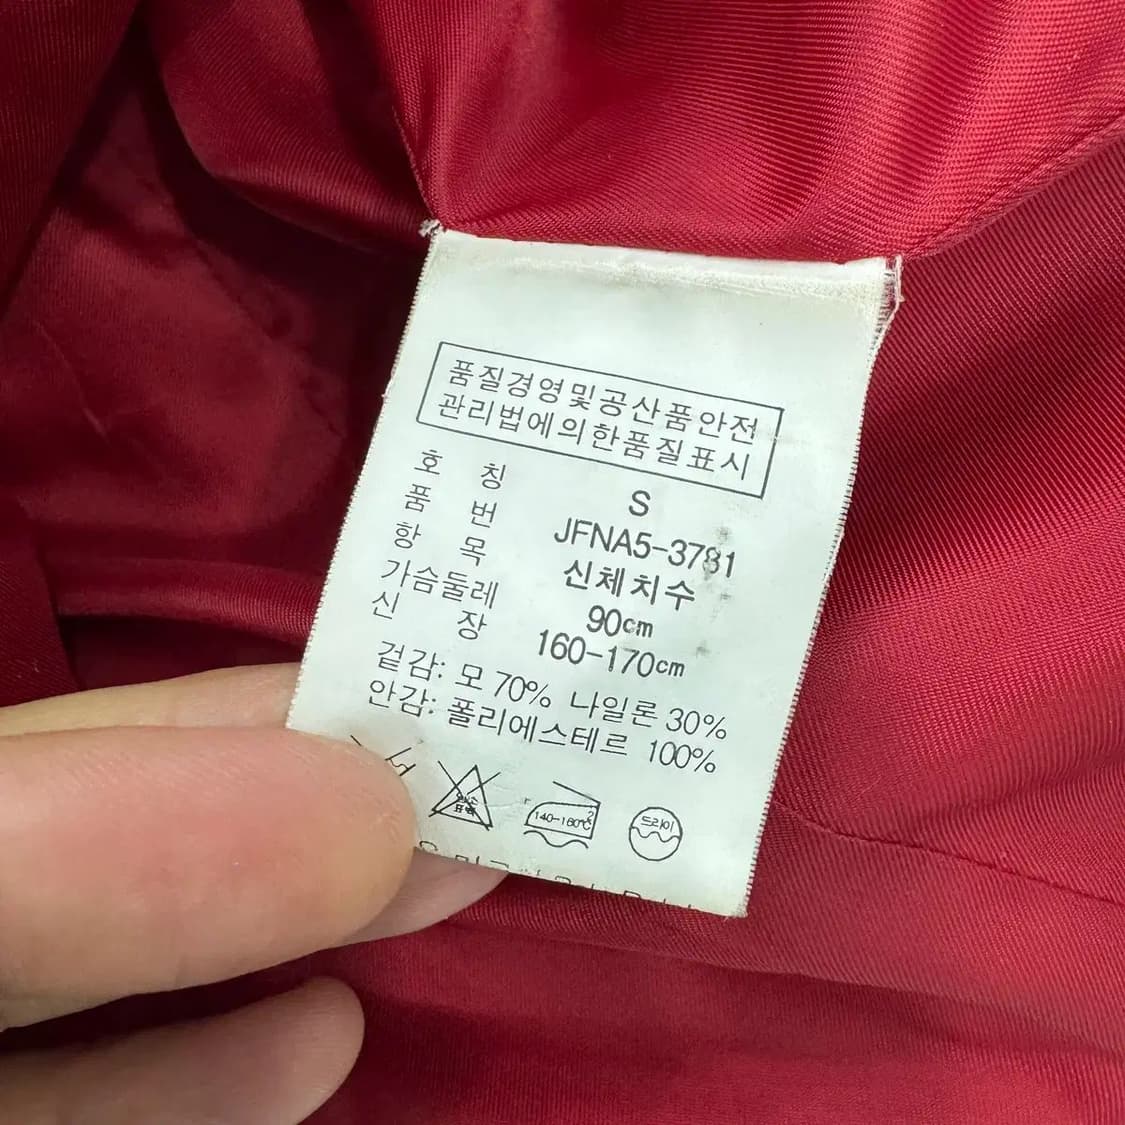 품질경영및공산품안전
관리법에의한품질표시
호 칭 S
품 번 JFNA5-3781
항 목 신체치수
가슴둘레 90cm
신 장 160-170cm
겉감: 모 70% 나일론 30%
안감: 폴리에스테르 100%
140-160℃ 드라이